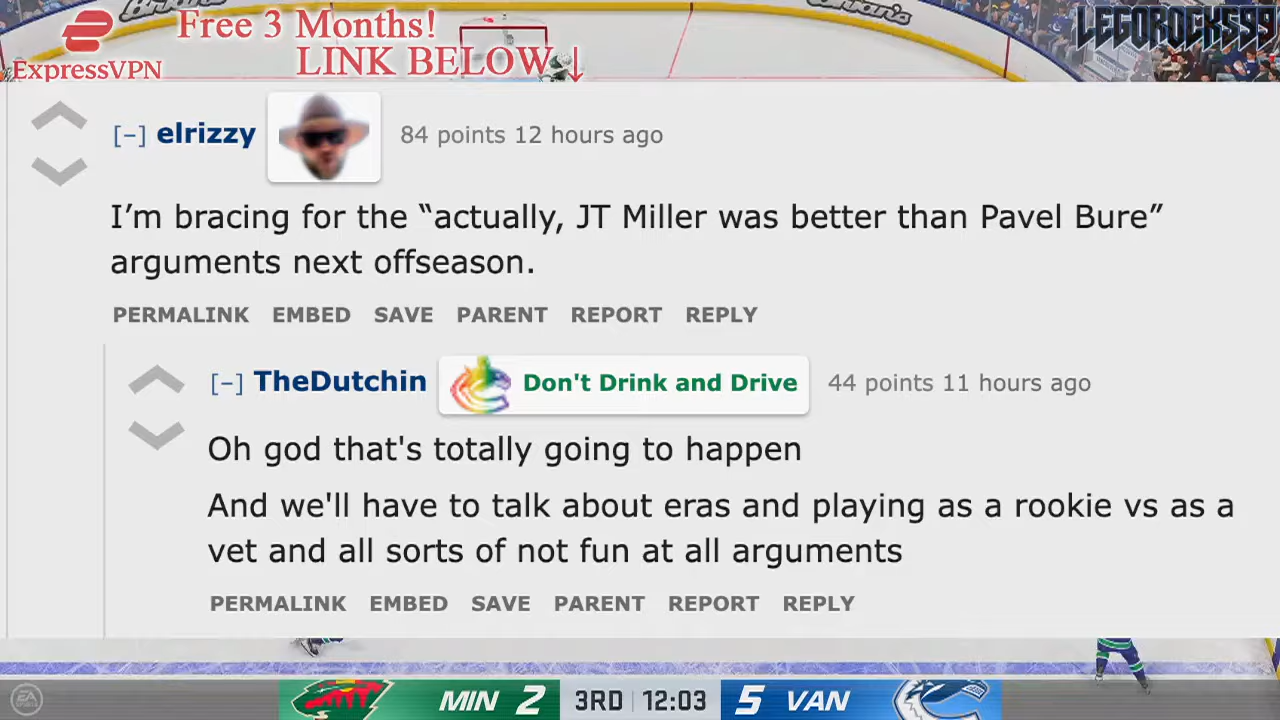 Free 3 Months!
LINK BELOW ↓
ExpressVPN
LEGOROCKS99
[–] elrizzy 84 points 12 hours ago
I’m bracing for the “actually, JT Miller was better than Pavel Bure”
arguments next offseason.
PERMALINK EMBED SAVE PARENT REPORT REPLY
[–] TheDutchin Don't Drink and Drive 44 points 11 hours ago
Oh god that's totally going to happen
And we'll have to talk about eras and playing as a rookie vs as a
vet and all sorts of not fun at all arguments
PERMALINK EMBED SAVE PARENT REPORT REPLY
EA
SPORTS
MIN 2 3RD 12:03 5 VAN